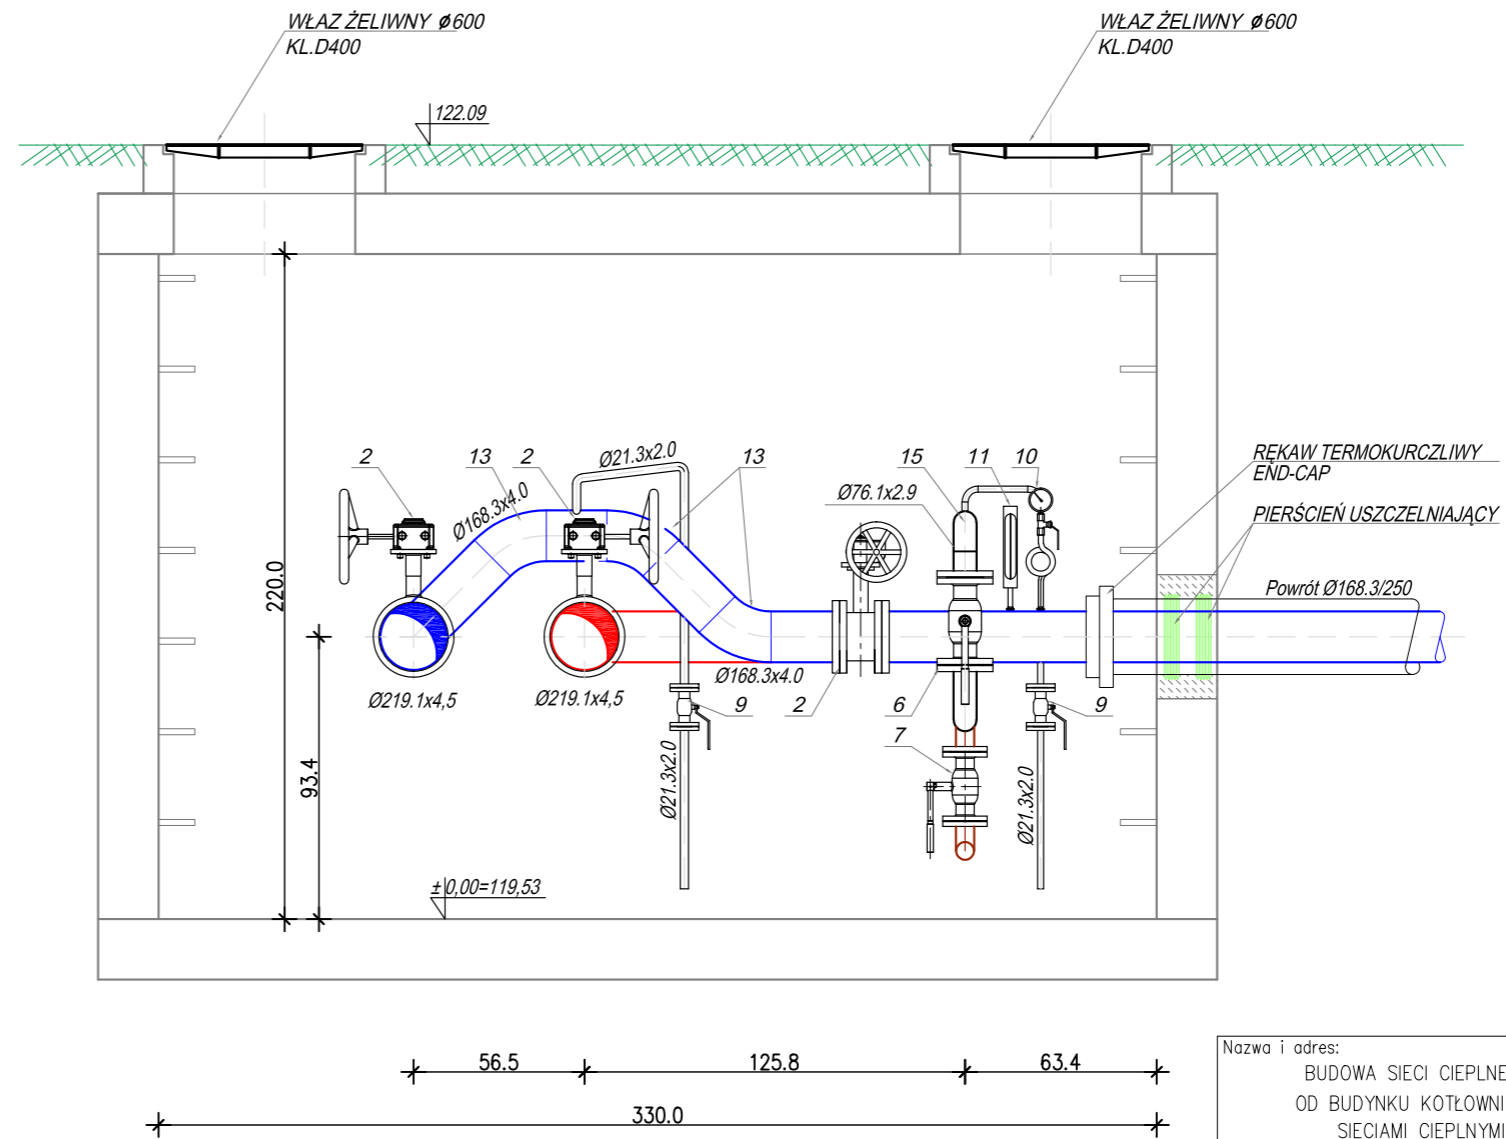 WŁAZ ŻELIWNY Ø600
KL.D400
WŁAZ ŻELIWNY Ø600
KL.D400
122.09
2
13
2
Ø21.3x2.0
13
15
11
10
RĘKAW TERMOKURCZLIWY
END-CAP
Ø168.3x4.0
Ø76.1x2.9
PIERŚCIEŃ USZCZELNIAJĄCY
220.0
Powrót Ø168.3/250
Ø219.1x4,5
Ø219.1x4,5
Ø168.3x4.0
9
2
6
9
7
93.4
Ø21.3x2.0
Ø21.3x2.0
±0,00=119,53
56.5
125.8
63.4
330.0
Nazwa i adres:
BUDOWA SIECI CIEPLNE
OD BUDYNKU KOTŁOWNI
SIECIAMI CIEPLNYMI